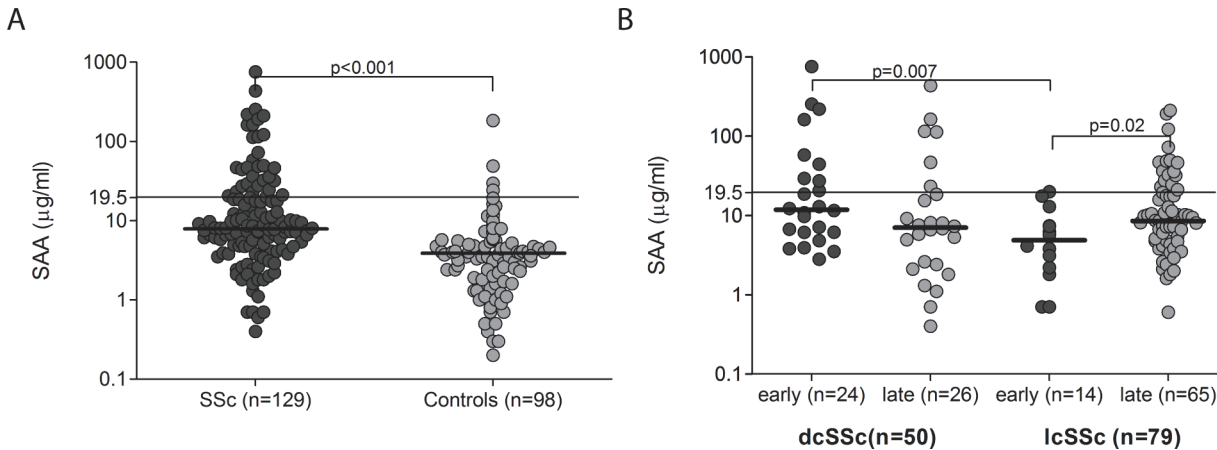 A
1000
100
19.5
10
1
0.1
SAA (µg/ml)
p<0.001
SSc (n=129)
Controls (n=98)
B
1000
100
19.5
10
1
0.1
SAA (µg/ml)
p=0.007
p=0.02
early (n=24)
late (n=26)
early (n=14)
late (n=65)
dcSSc(n=50)
lcSSc (n=79)